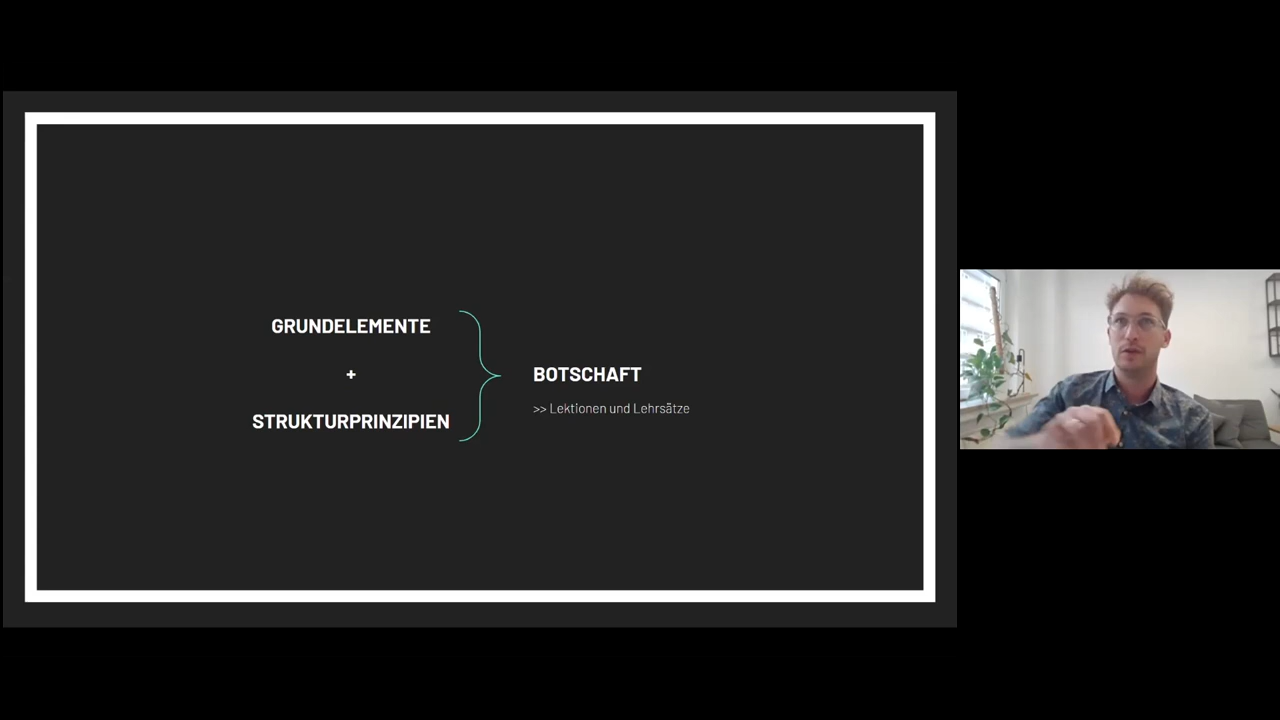 GRUNDELEMENTE
+
STRUKTURPRINZIPIEN
BOTSCHAFT
>> Lektionen und Lehrsätze